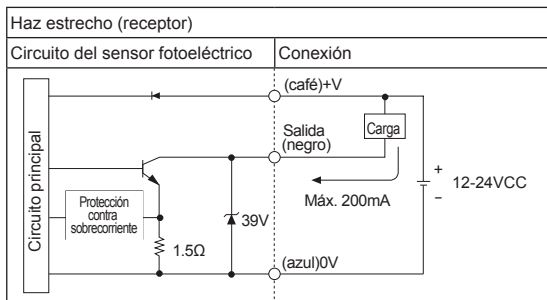 Haz estrecho (receptor)
Circuito del sensor fotoeléctrico
Conexión
(café)+V
Salida
(negro)
Carga
Circuito principal
Máx. 200mA
+
12-24VCC
−
Protección
contra
sobrecorriente
39V
1.5Ω
(azul)0V